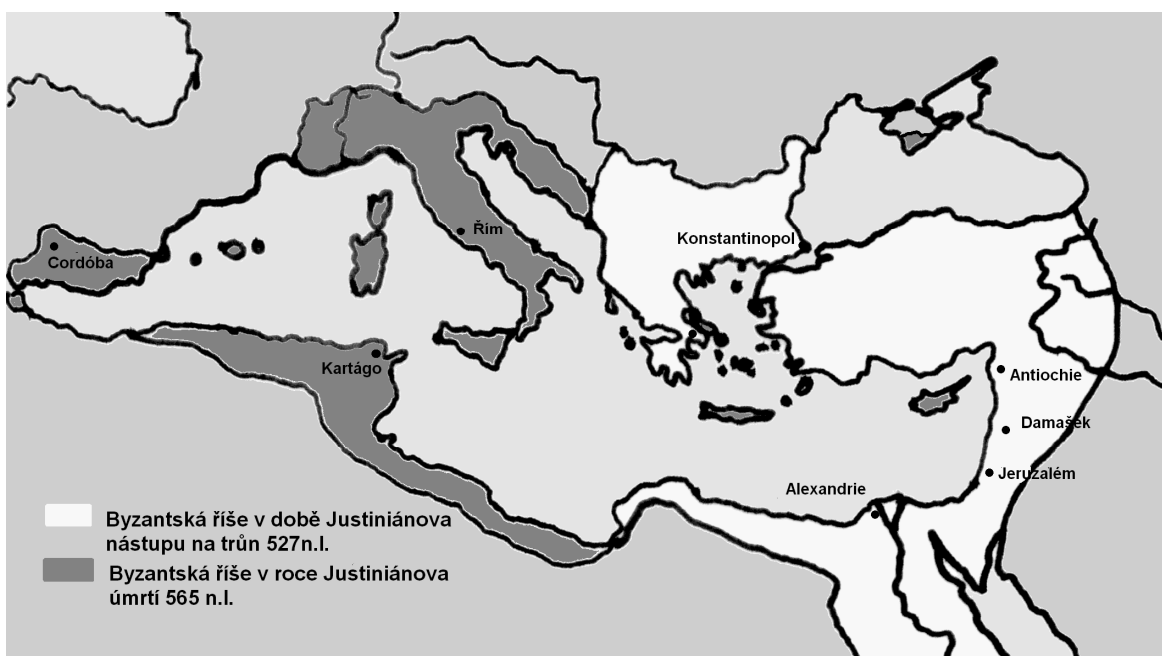 Řím
Konstantinopol
Cordóba
Kartágo
Antiochie
Damašek
Jeruzalém
Alexandrie
Byzantská říše v době Justiniánova
nástupu na trůn 527n.l.
Byzantská říše v roce Justiniánova
úmrtí 565 n.l.